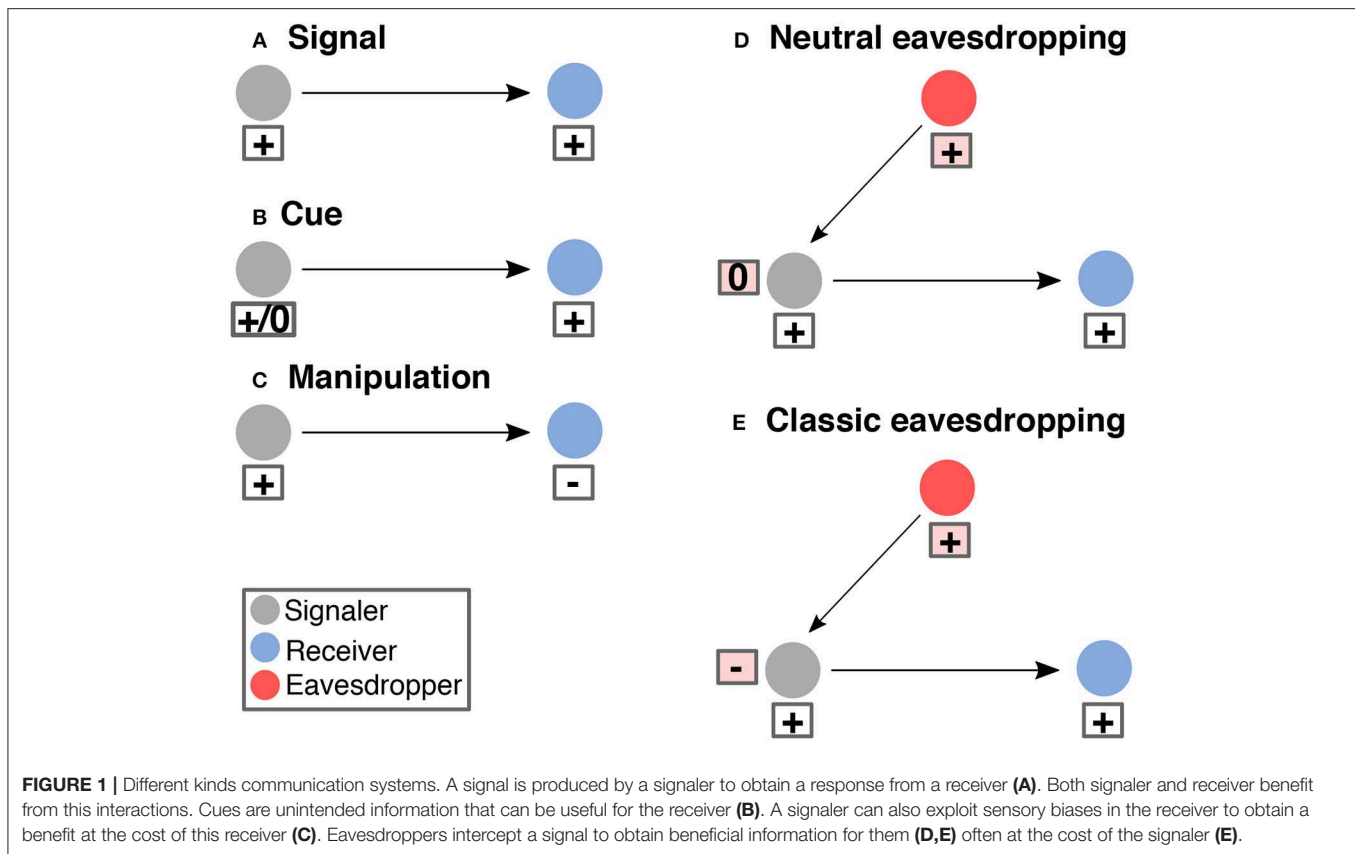 A Signal
+ +
B Cue
+/0 +
C Manipulation
+ -
Signaler
Receiver
Eavesdropper
D Neutral eavesdropping
+
0
+ +
E Classic eavesdropping
+
-
+ +
FIGURE 1 | Different kinds communication systems. A signal is produced by a signaler to obtain a response from a receiver (A). Both signaler and receiver benefit
from this interactions. Cues are unintended information that can be useful for the receiver (B). A signaler can also exploit sensory biases in the receiver to obtain a
benefit at the cost of this receiver (C). Eavesdroppers intercept a signal to obtain beneficial information for them (D,E) often at the cost of the signaler (E).